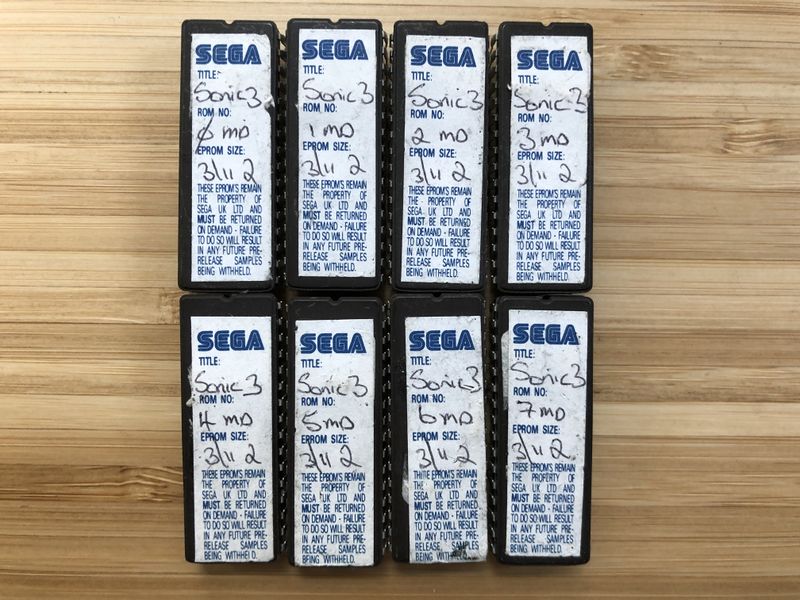 SEGA
TITLE:
Sonic 3
ROM NO:
0 MD
EPROM SIZE:
3/11 2
THESE EPROM'S REMAIN
THE PROPERTY OF
SEGA UK LTD AND
MUST BE RETURNED
ON DEMAND - FAILURE
TO DO SO WILL RESULT
IN ANY FUTURE PRE-
RELEASE SAMPLES
BEING WITHHELD.
SEGA
TITLE:
Sonic 3
ROM NO:
1 MD
EPROM SIZE:
3/11 2
THESE EPROM'S REMAIN
THE PROPERTY OF
SEGA UK LTD AND
MUST BE RETURNED
ON DEMAND - FAILURE
TO DO SO WILL RESULT
IN ANY FUTURE PRE-
RELEASE SAMPLES
BEING WITHHELD.
SEGA
TITLE:
Sonic 3
ROM NO:
2 MD
EPROM SIZE:
3/11 2
THESE EPROM'S REMAIN
THE PROPERTY OF
SEGA UK LTD AND
MUST BE RETURNED
ON DEMAND - FAILURE
TO DO SO WILL RESULT
IN ANY FUTURE PRE-
RELEASE SAMPLES
BEING WITHHELD.
SEGA
TITLE:
Sonic 3
ROM NO:
3 MD
EPROM SIZE:
3/11 2
THESE EPROM'S REMAIN
THE PROPERTY OF
SEGA UK LTD AND
MUST BE RETURNED
ON DEMAND - FAILURE
TO DO SO WILL RESULT
IN ANY FUTURE PRE-
RELEASE SAMPLES
BEING WITHHELD.
SEGA
TITLE:
Sonic 3
ROM NO:
4 MD
EPROM SIZE:
3/11 2
THESE EPROM'S REMAIN
THE PROPERTY OF
SEGA UK LTD AND
MUST BE RETURNED
ON DEMAND - FAILURE
TO DO SO WILL RESULT
IN ANY FUTURE PRE-
RELEASE SAMPLES
BEING WITHHELD.
SEGA
TITLE:
Sonic 3
ROM NO:
5 MD
EPROM SIZE:
3/11 2
THESE EPROM'S REMAIN
THE PROPERTY OF
SEGA UK LTD AND
MUST BE RETURNED
ON DEMAND - FAILURE
TO DO SO WILL RESULT
IN ANY FUTURE PRE-
RELEASE SAMPLES
BEING WITHHELD.
SEGA
TITLE:
Sonic 3
ROM NO:
6 MD
EPROM SIZE:
3/11 2
THESE EPROM'S REMAIN
THE PROPERTY OF
SEGA UK LTD AND
MUST BE RETURNED
ON DEMAND - FAILURE
TO DO SO WILL RESULT
IN ANY FUTURE PRE-
RELEASE SAMPLES
BEING WITHHELD.
SEGA
TITLE:
Sonic 3
ROM NO:
7 MD
EPROM SIZE:
3/11 2
THESE EPROM'S REMAIN
THE PROPERTY OF
SEGA UK LTD AND
MUST BE RETURNED
ON DEMAND - FAILURE
TO DO SO WILL RESULT
IN ANY FUTURE PRE-
RELEASE SAMPLES
BEING WITHHELD.